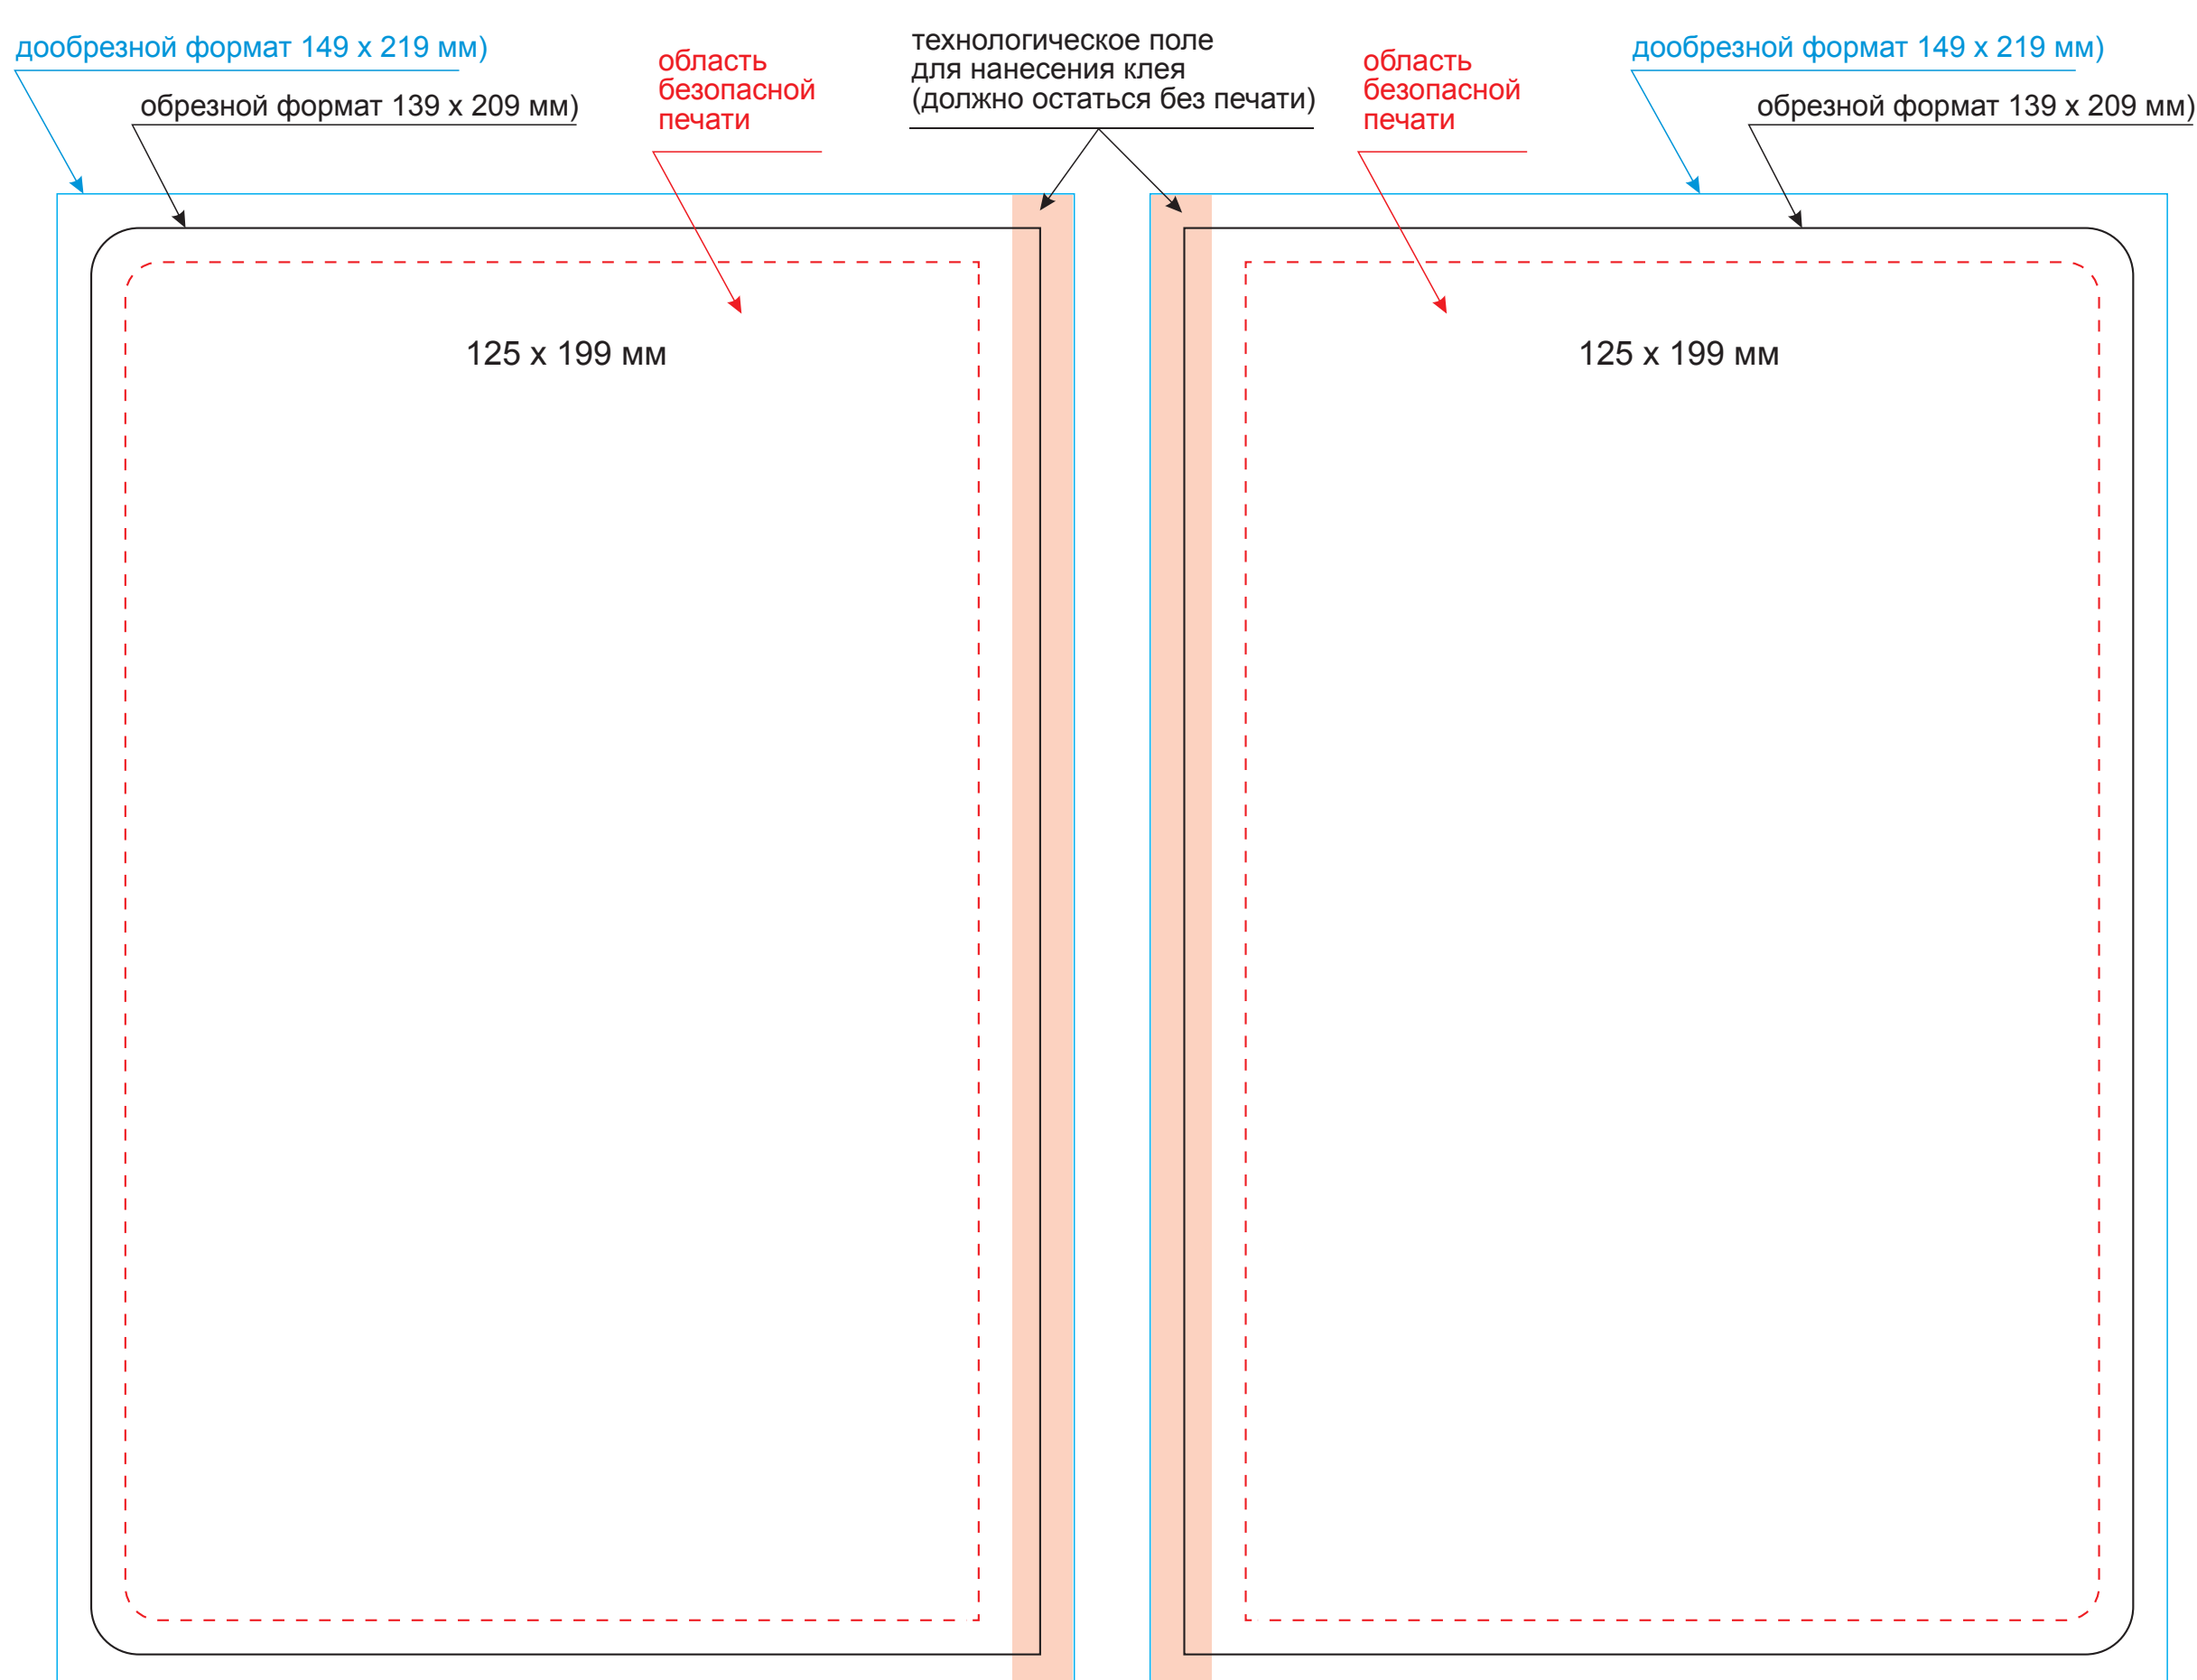 дообрезной формат 149 х 219 мм)
обрезной формат 139 х 209 мм)
область
безопасной
печати
технологическое поле
для нанесения клея
(должно остаться без печати)
область
безопасной
печати
дообрезной формат 149 х 219 мм)
обрезной формат 139 х 209 мм)
125 х 199 мм
125 х 199 мм